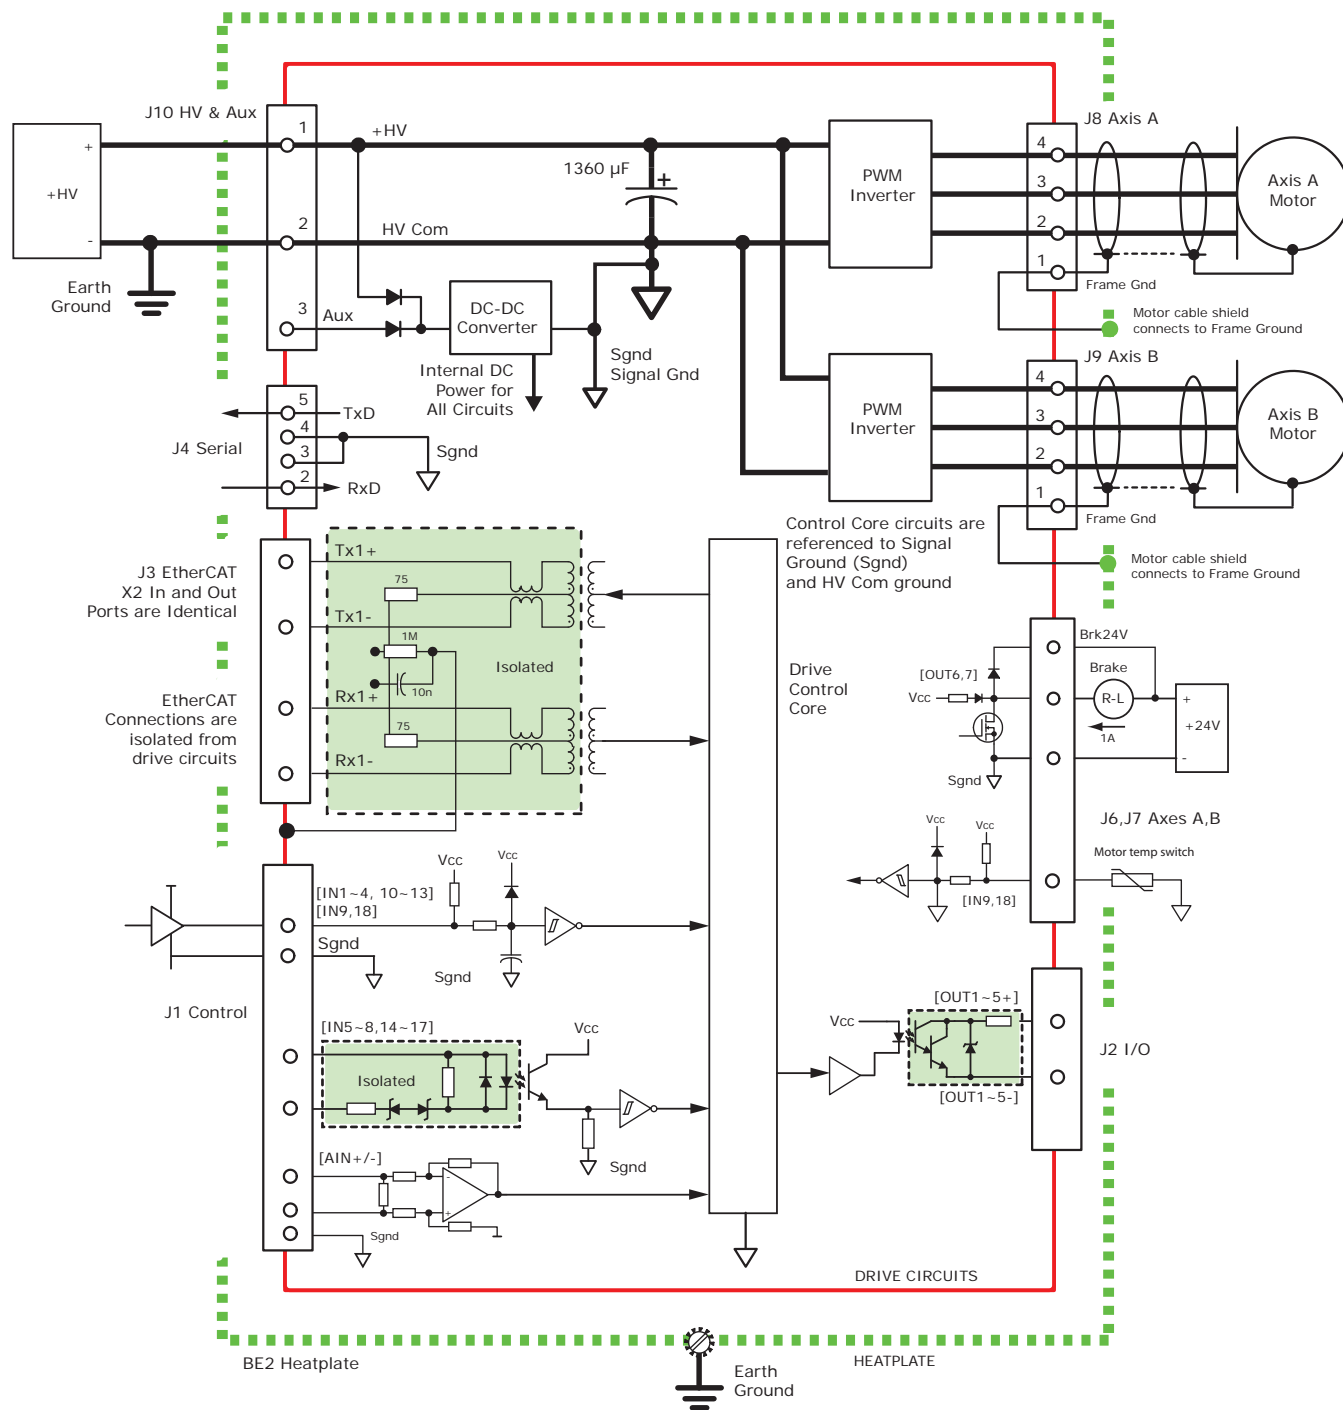 J10 HV & Aux
+
+HV
-
Earth
Ground
1
2
3
+HV
HV Com
Aux
1360 µF
+
DC-DC
Converter
Internal DC
Power for
All Circuits
Sgnd
Signal Gnd
PWM
Inverter
J8 Axis A
4
3
2
1
Frame Gnd
Axis A
Motor
Motor cable shield
connects to Frame Ground
PWM
Inverter
J9 Axis B
4
3
2
1
Frame Gnd
Axis B
Motor
Motor cable shield
connects to Frame Ground
J4 Serial
5
4
3
2
TxD
Sgnd
RxD
Control Core circuits are
referenced to Signal
Ground (Sgnd)
and HV Com ground
J3 EtherCAT
X2 In and Out
Ports are Identical
EtherCAT
Connections are
isolated from
drive circuits
Tx1+
75
Tx1-
1M
Isolated
10n
Rx1+
75
Rx1-
Drive
Control
Core
Brk24V
[OUT6,7]
Brake
Vcc
R-L
+
+24V
-
1A
Sgnd
J6,J7 Axes A,B
Vcc
Vcc
Motor temp switch
[IN9,18]
Vcc
Vcc
[IN1~4, 10~13]
[IN9,18]
Sgnd
Sgnd
J1 Control
[IN5~8,14~17]
Vcc
Isolated
Sgnd
[AIN+/-]
-
+
Sgnd
[OUT1~5+]
Vcc
J2 I/O
[OUT1~5-]
DRIVE CIRCUITS
BE2 Heatplate
HEATPLATE
Earth
Ground